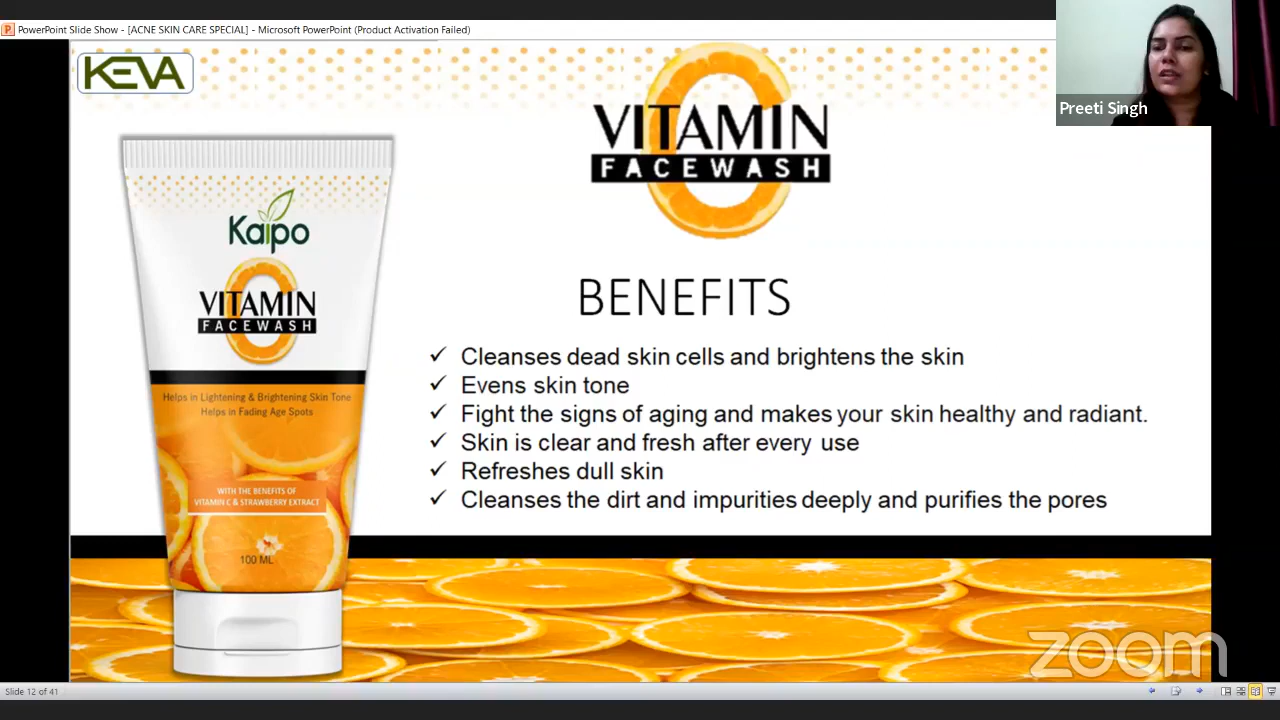 PowerPoint Slide Show - [ACNE SKIN CARE SPECIAL] - Microsoft PowerPoint (Product Activation Failed)
KEVA
Preeti Singh
VITAMIN
FACEWASH
Kaipo
VITAMIN
FACEWASH
Helps in Lightening & Brightening Skin Tone
Helps in Fading Age Spots
WITH THE BENEFITS OF
VITAMIN C & STRAWBERRY EXTRACT
100 ML
BENEFITS
✓ Cleanses dead skin cells and brightens the skin
✓ Evens skin tone
✓ Fight the signs of aging and makes your skin healthy and radiant.
✓ Skin is clear and fresh after every use
✓ Refreshes dull skin
✓ Cleanses the dirt and impurities deeply and purifies the pores
zoom
Slide 12 of 41